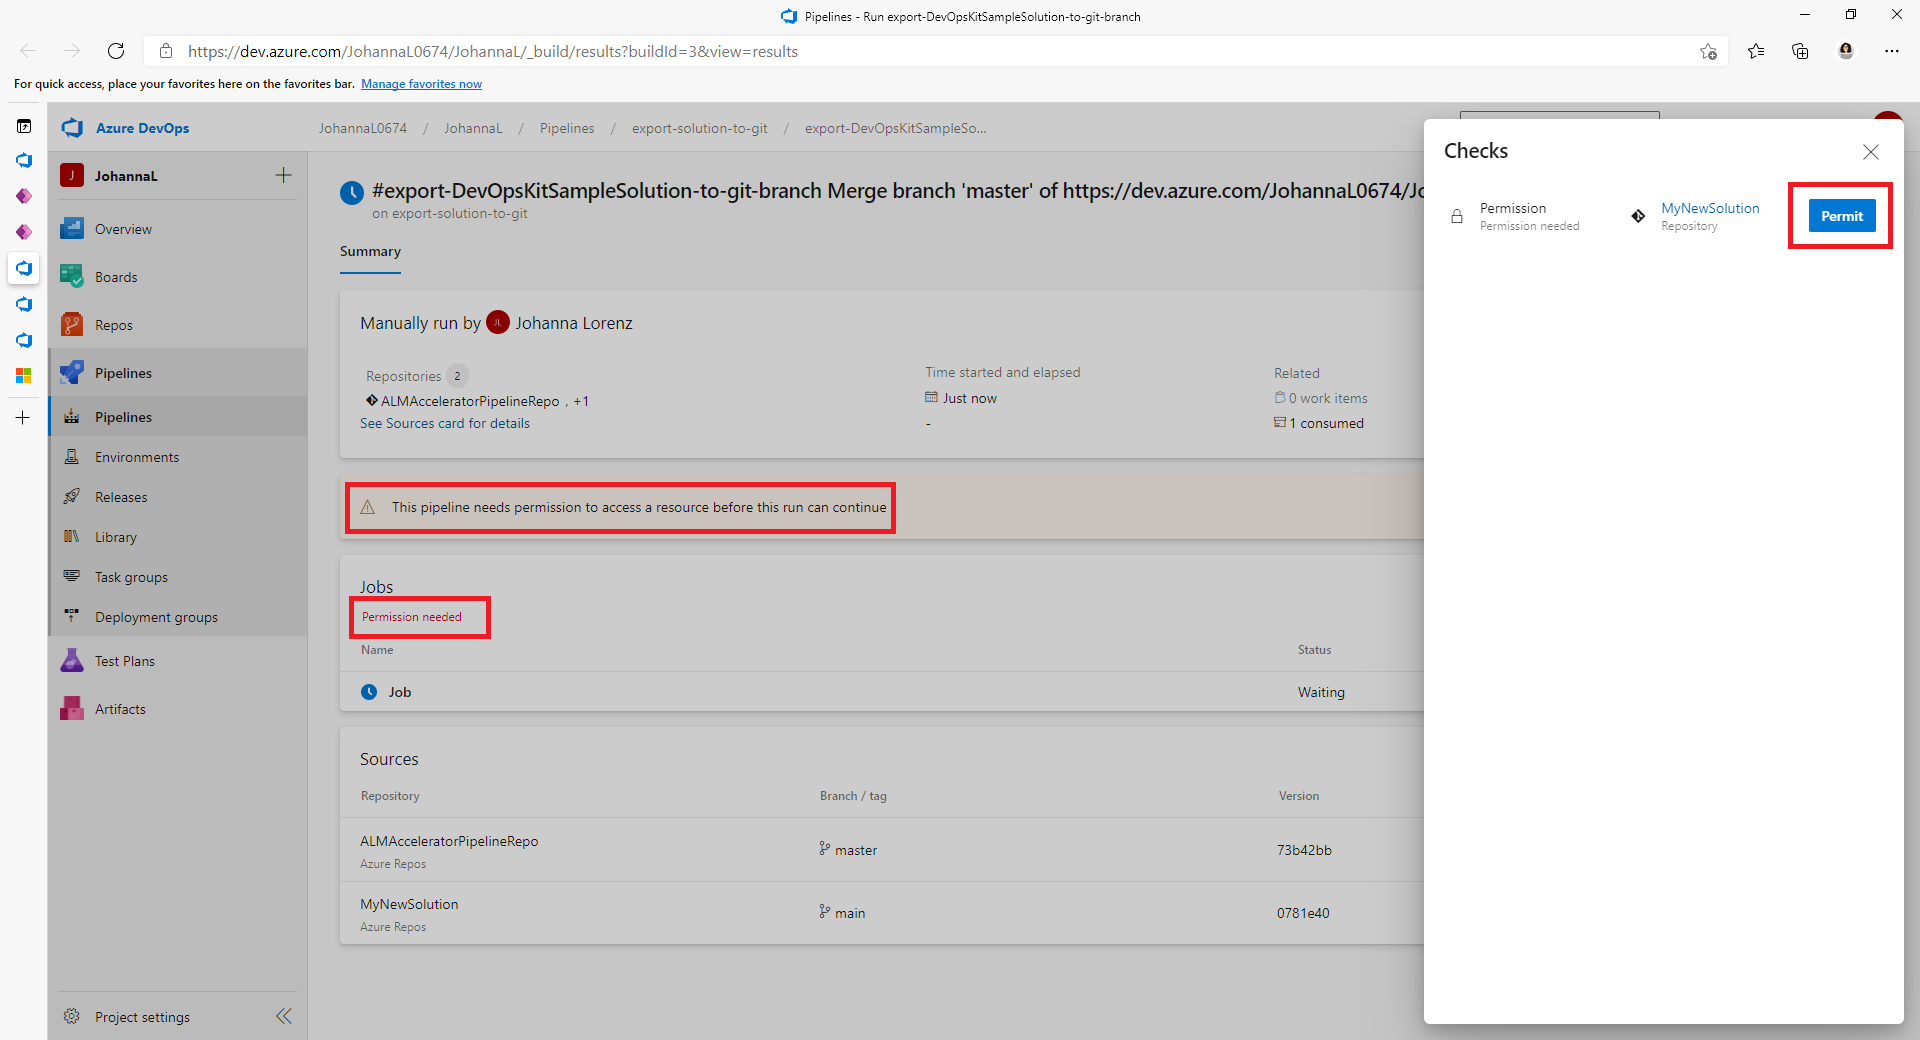 Pipelines - Run export-DevOpsKitSampleSolution-to-git-branch
https://dev.azure.com/JohannaL0674/JohannaL/_build/results?buildId=3&view=results
For quick access, place your favorites here on the favorites bar. Manage favorites now
Azure DevOps
JohannaL0674 / JohannaL / Pipelines / export-solution-to-git / export-DevOpsKitSampleSo...
J JohannaL
Overview
Boards
Repos
Pipelines
Pipelines
Environments
Releases
Library
Task groups
Deployment groups
Test Plans
Artifacts
Project settings
#export-DevOpsKitSampleSolution-to-git-branch Merge branch 'master' of https://dev.azure.com/JohannaL0674/Jo
on export-solution-to-git
Summary
Manually run by JL Johanna Lorenz
Repositories 2
ALMAcceleratorPipelineRepo , +1
See Sources card for details
Time started and elapsed
Just now
-
Related
0 work items
1 consumed
This pipeline needs permission to access a resource before this run can continue
Jobs
Permission needed
Name Status
Job Waiting
Sources
Repository Branch / tag Version
ALMAcceleratorPipelineRepo
Azure Repos
master 73b42bb
MyNewSolution
Azure Repos
main 0781e40
Checks
Permission
Permission needed
MyNewSolution
Repository
Permit